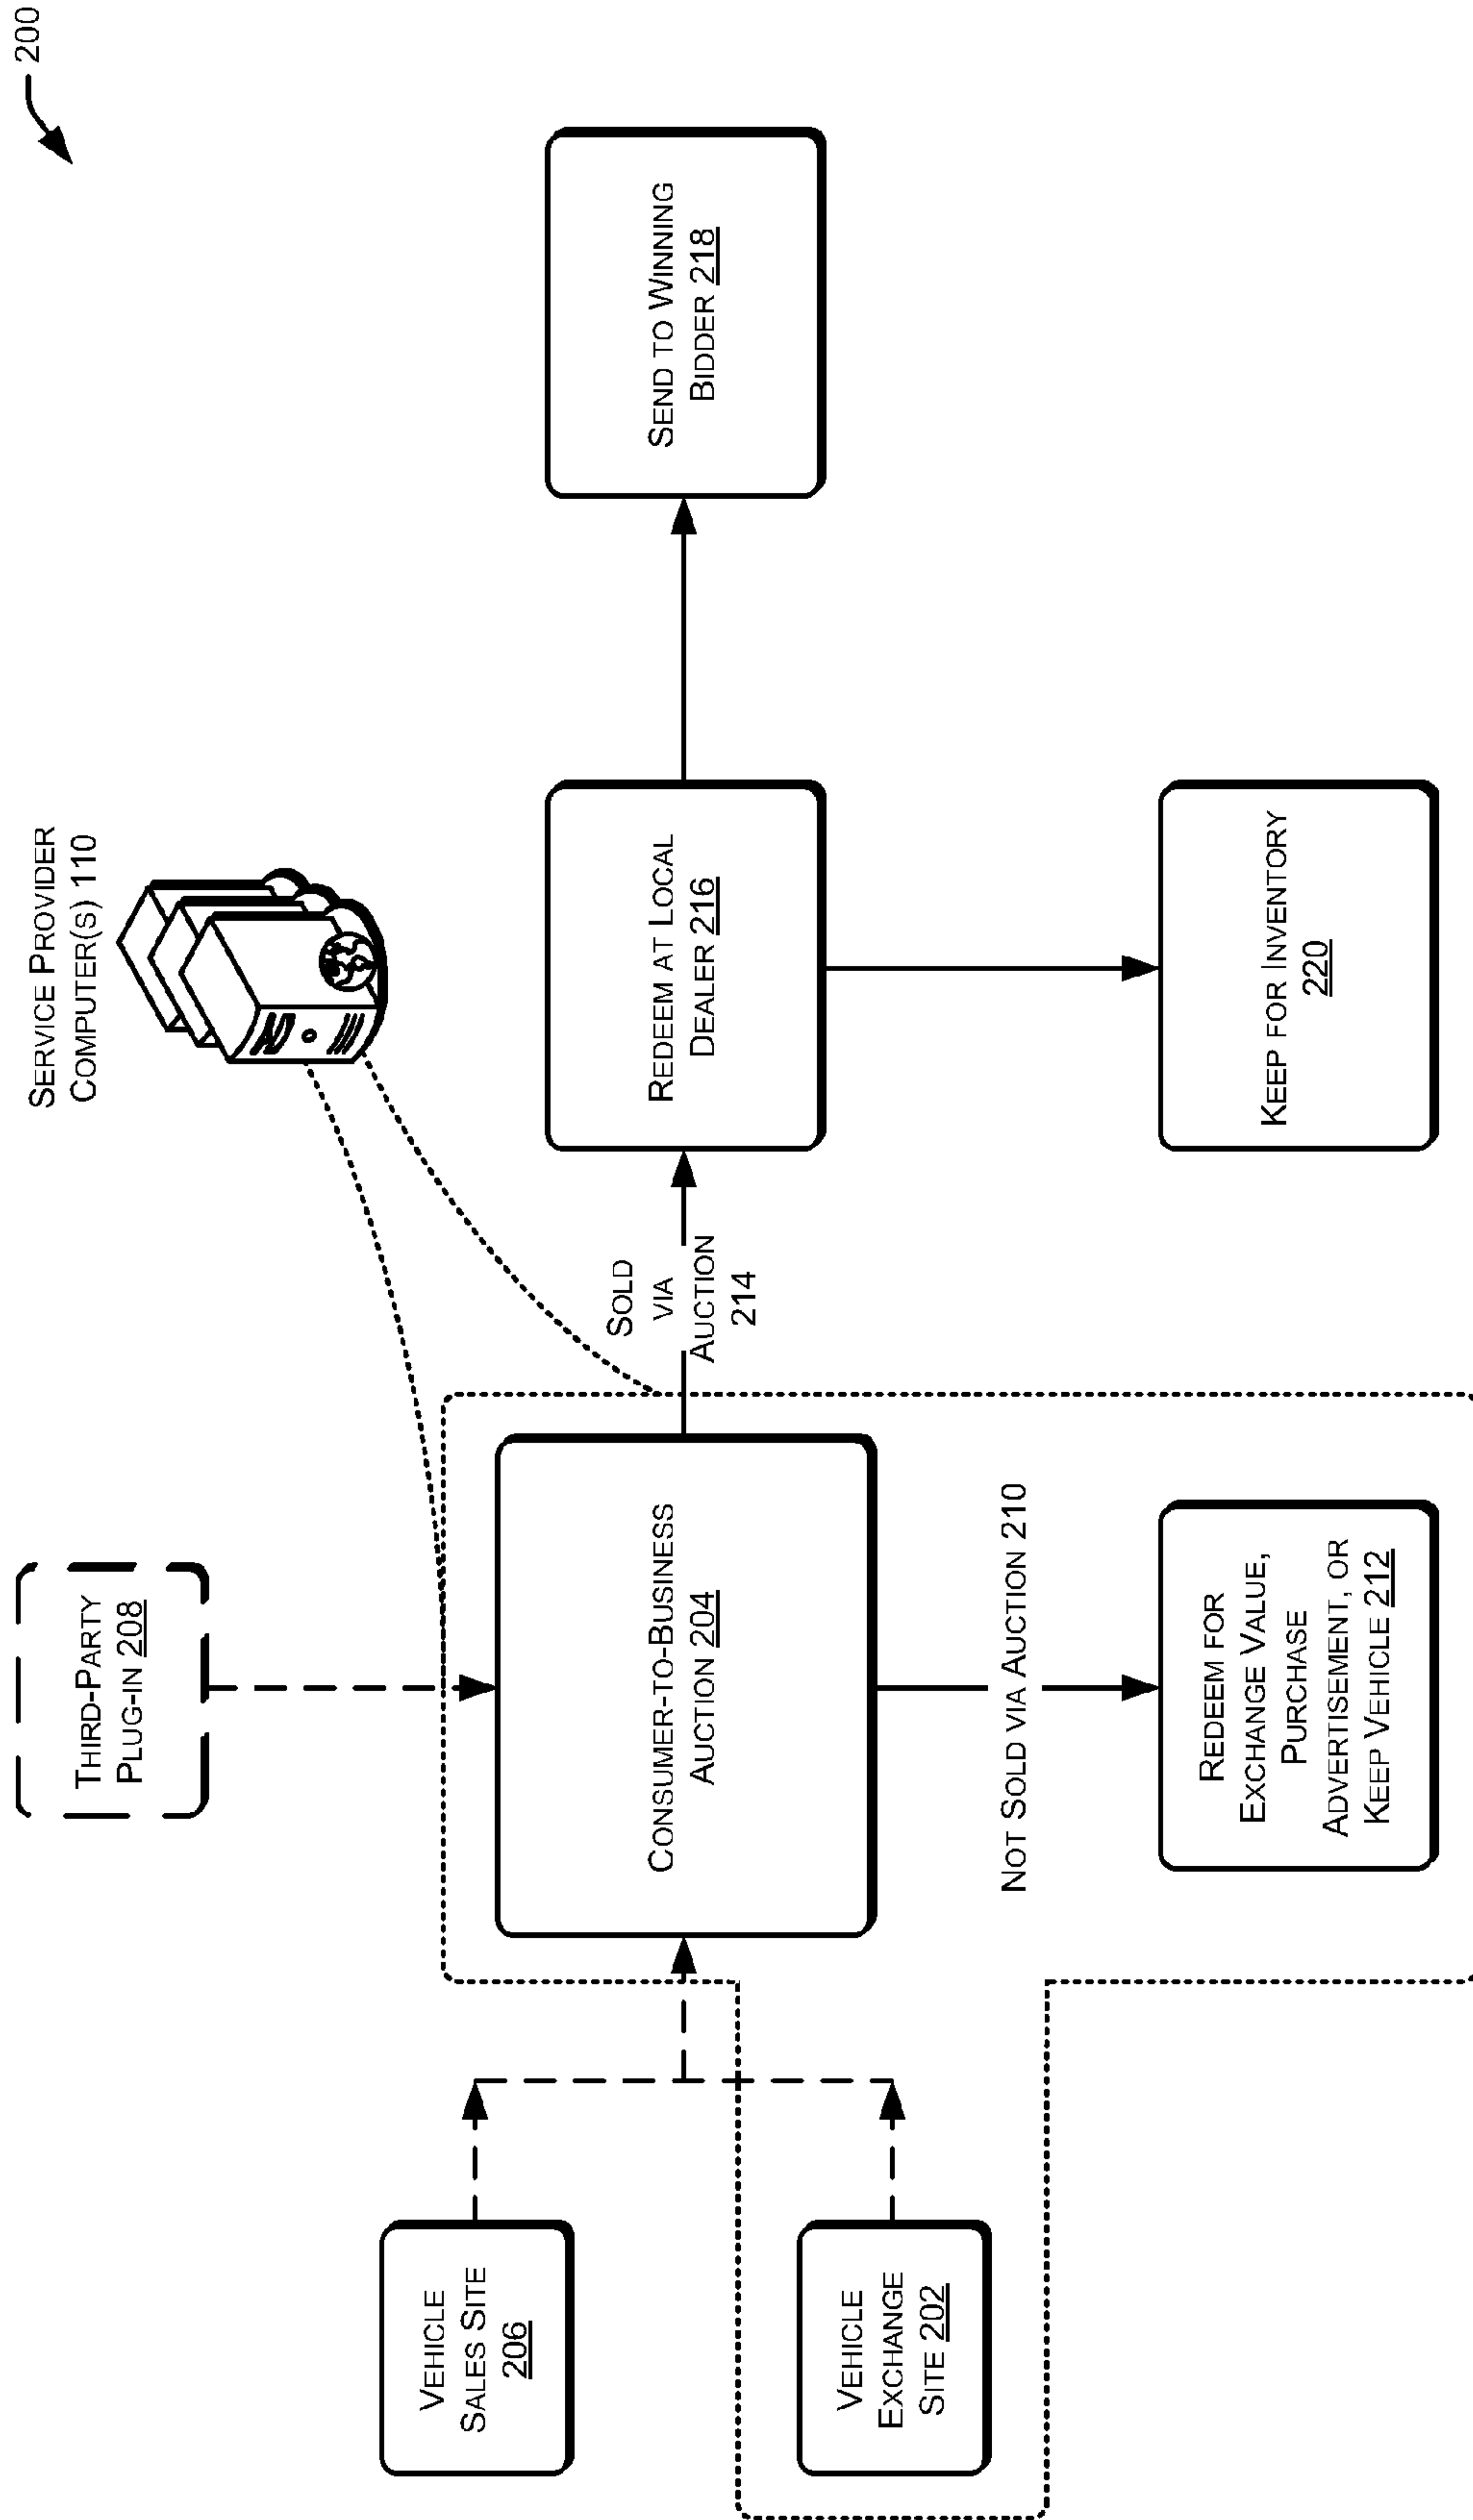 200
SERVICE PROVIDER
COMPUTER(S) 110
THIRD-PARTY
PLUG-IN 208
VEHICLE
SALES SITE
206
VEHICLE
EXCHANGE
SITE 202
CONSUMER-TO-BUSINESS
AUCTION 204
SOLD
VIA
AUCTION
214
REDEEM AT LOCAL
DEALER 216
SEND TO WINNING
BIDDER 218
NOT SOLD VIA AUCTION 210
REDEEM FOR
EXCHANGE VALUE,
PURCHASE
ADVERTISEMENT, OR
KEEP VEHICLE 212
KEEP FOR INVENTORY
220